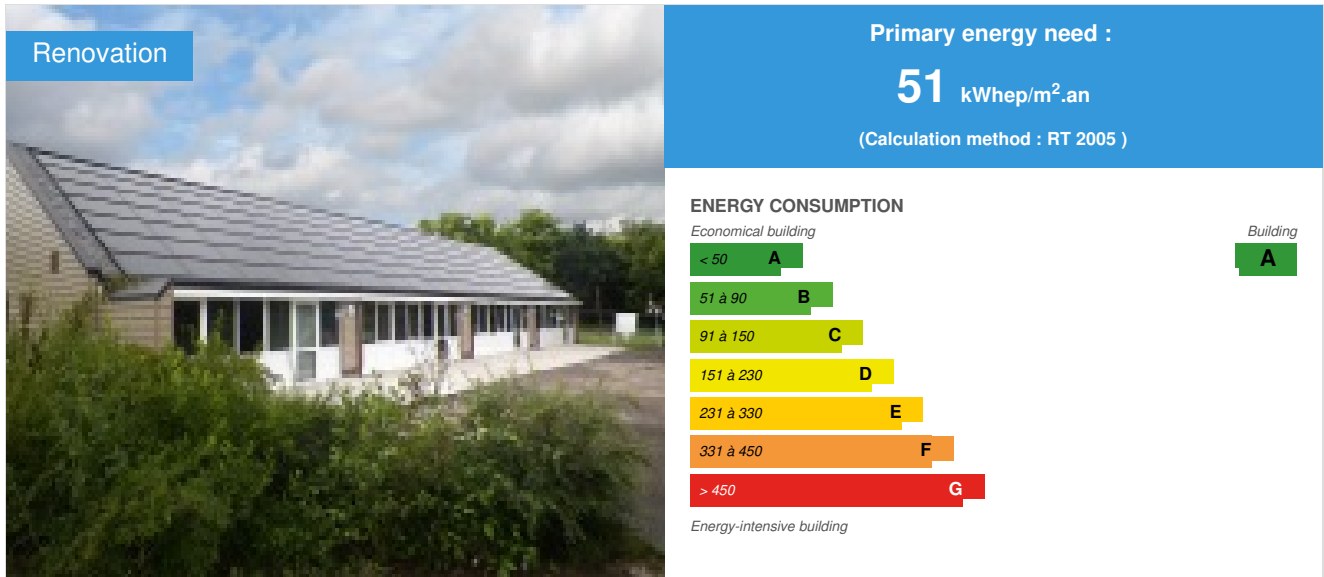 Renovation
Primary energy need :
51 kWhep/m².an
(Calculation method : RT 2005 )
ENERGY CONSUMPTION
Economical building
Building
< 50 A
A
51 à 90 B
91 à 150 C
151 à 230 D
231 à 330 E
331 à 450 F
> 450 G
Energy-intensive building